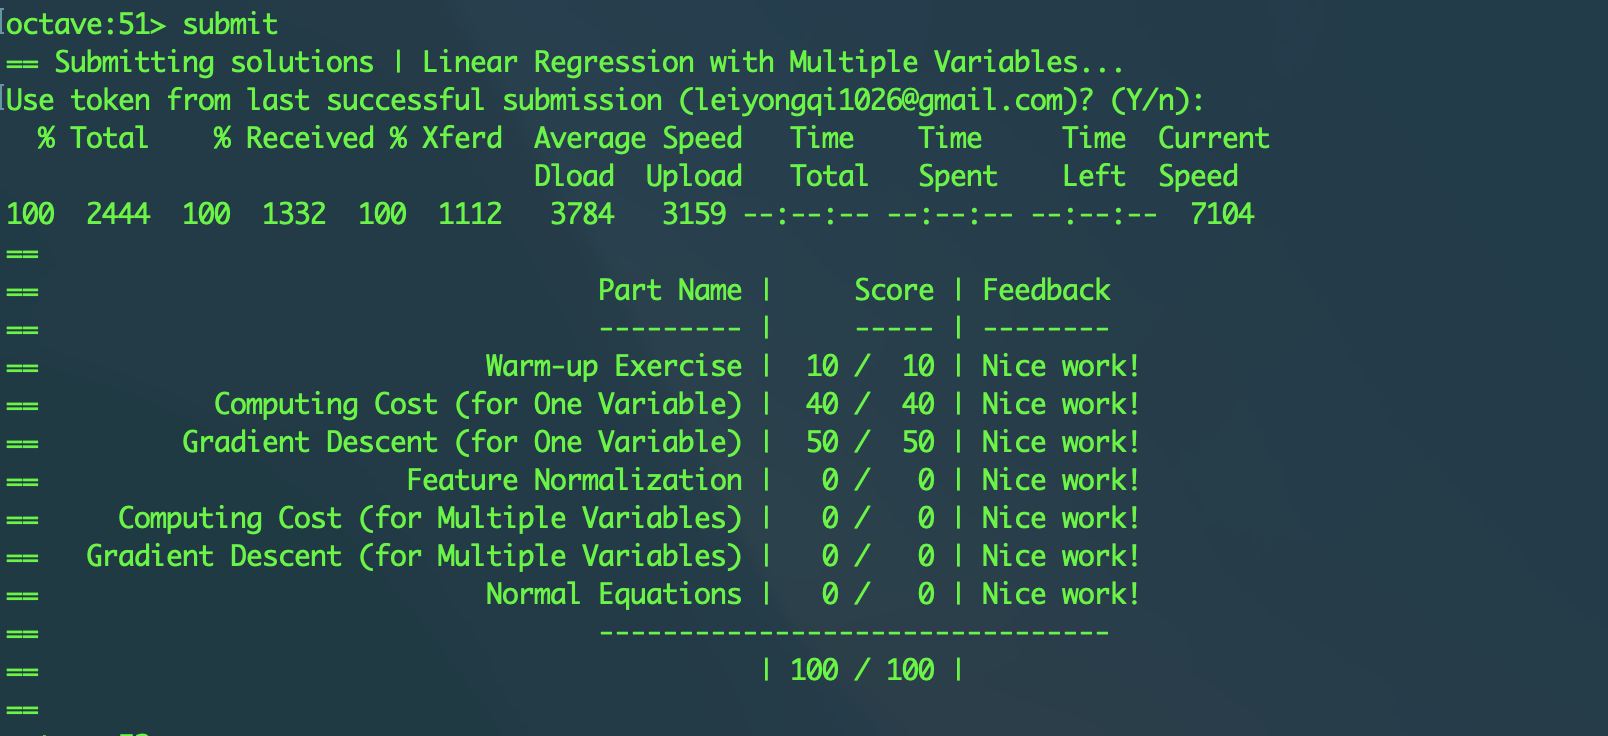 octave:51> submit
== Submitting solutions | Linear Regression with Multiple Variables...
Use token from last successful submission (leiyongqi1026@gmail.com)? (Y/n):
% Total % Received % Xferd Average Speed Time Time Time Current
Dload Upload Total Spent Left Speed
100 2444 100 1332 100 1112 3784 3159 --:--:-- --:--:-- --:--:-- 7104
==
== Part Name | Score | Feedback
== --------- | ----- | --------
== Warm-up Exercise | 10 / 10 | Nice work!
== Computing Cost (for One Variable) | 40 / 40 | Nice work!
== Gradient Descent (for One Variable) | 50 / 50 | Nice work!
== Feature Normalization | 0 / 0 | Nice work!
== Computing Cost (for Multiple Variables) | 0 / 0 | Nice work!
== Gradient Descent (for Multiple Variables) | 0 / 0 | Nice work!
== Normal Equations | 0 / 0 | Nice work!
== --------------------------------
== | 100 / 100 |
==